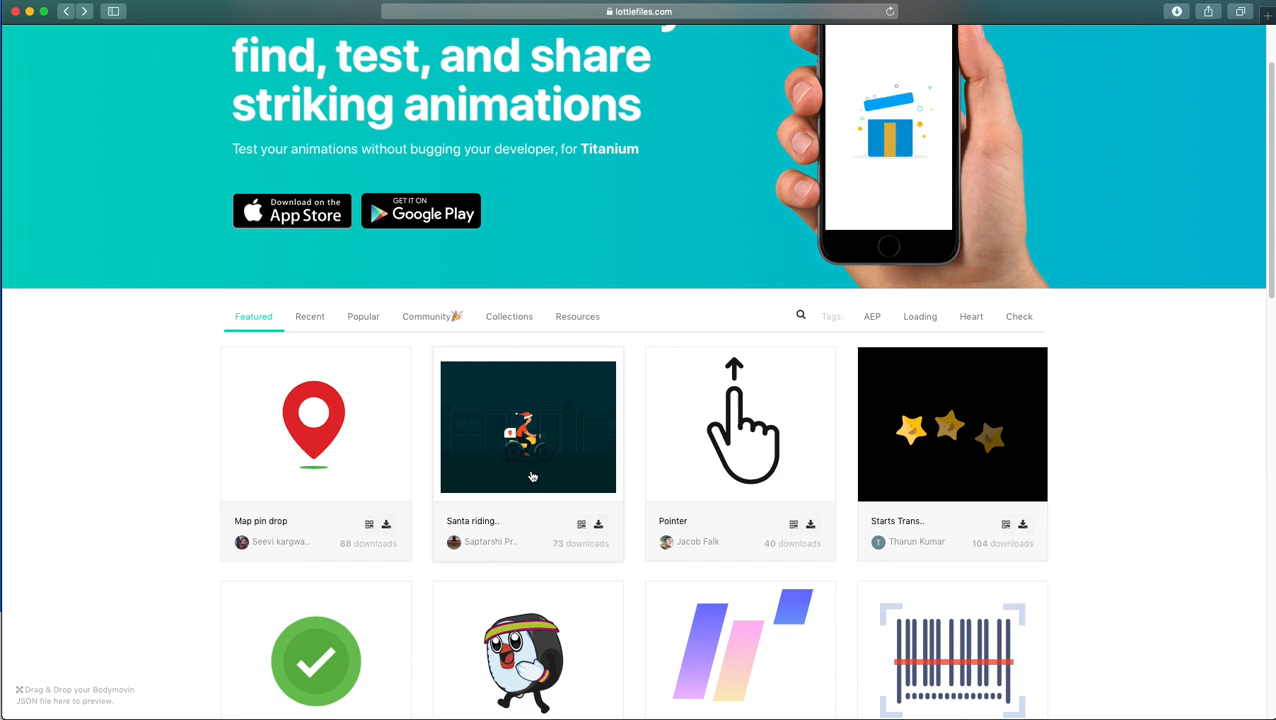 lottiefiles.com
find, test, and share
striking animations
Test your animations without bugging your developer, for Titanium
Download on the
App Store
GET IT ON
Google Play
Featured Recent Popular Community Collections Resources Tags: AEP Loading Heart Check
Map pin drop
Seevi kargwa.. 88 downloads
Santa riding..
Saptarshi Pr.. 73 downloads
Pointer
Jacob Falk 40 downloads
Starts Trans..
T Tharun Kumar 104 downloads
Drag & Drop your Bodymovin
JSON file here to preview.